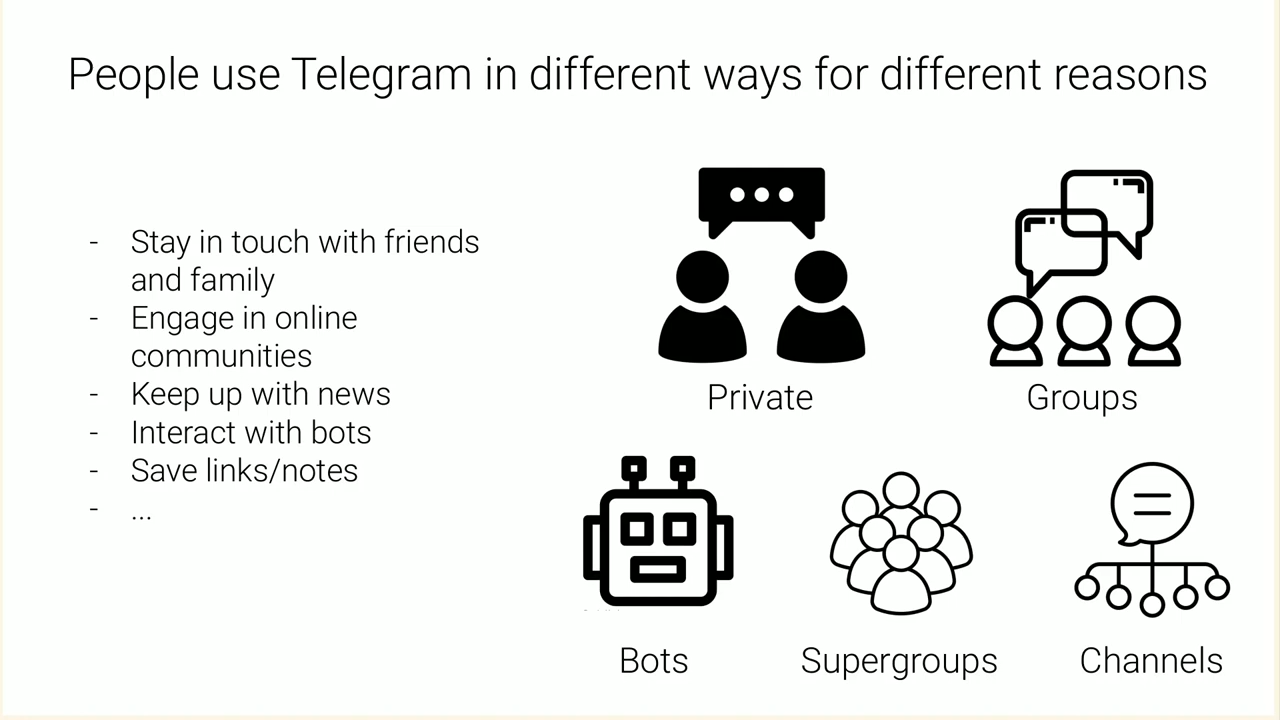 People use Telegram in different ways for different reasons
- Stay in touch with friends
and family
- Engage in online
communities
- Keep up with news
- Interact with bots
- Save links/notes
- ...
Private
Groups
Bots
Supergroups
Channels